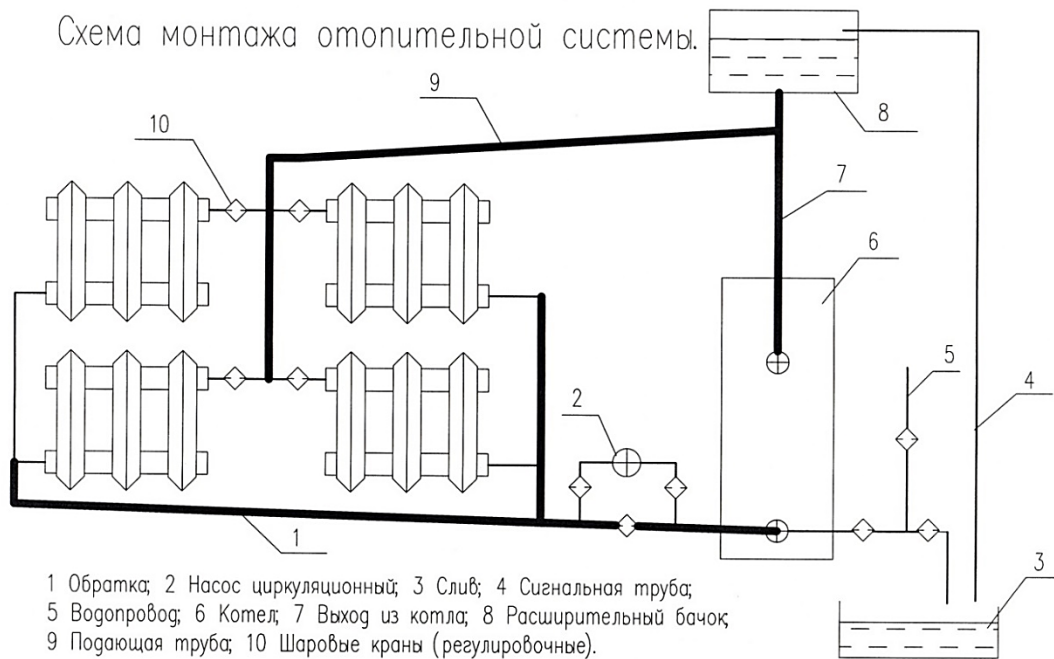 Схема монтажа отопительной системы.
9
10
8
7
6
5
4
2
3
1
1 Обратка; 2 Насос циркуляционный; 3 Слив; 4 Сигнальная труба;
5 Водопровод; 6 Котел; 7 Выход из котла; 8 Расширительный бачок;
9 Подающая труба; 10 Шаровые краны (регулировочные).